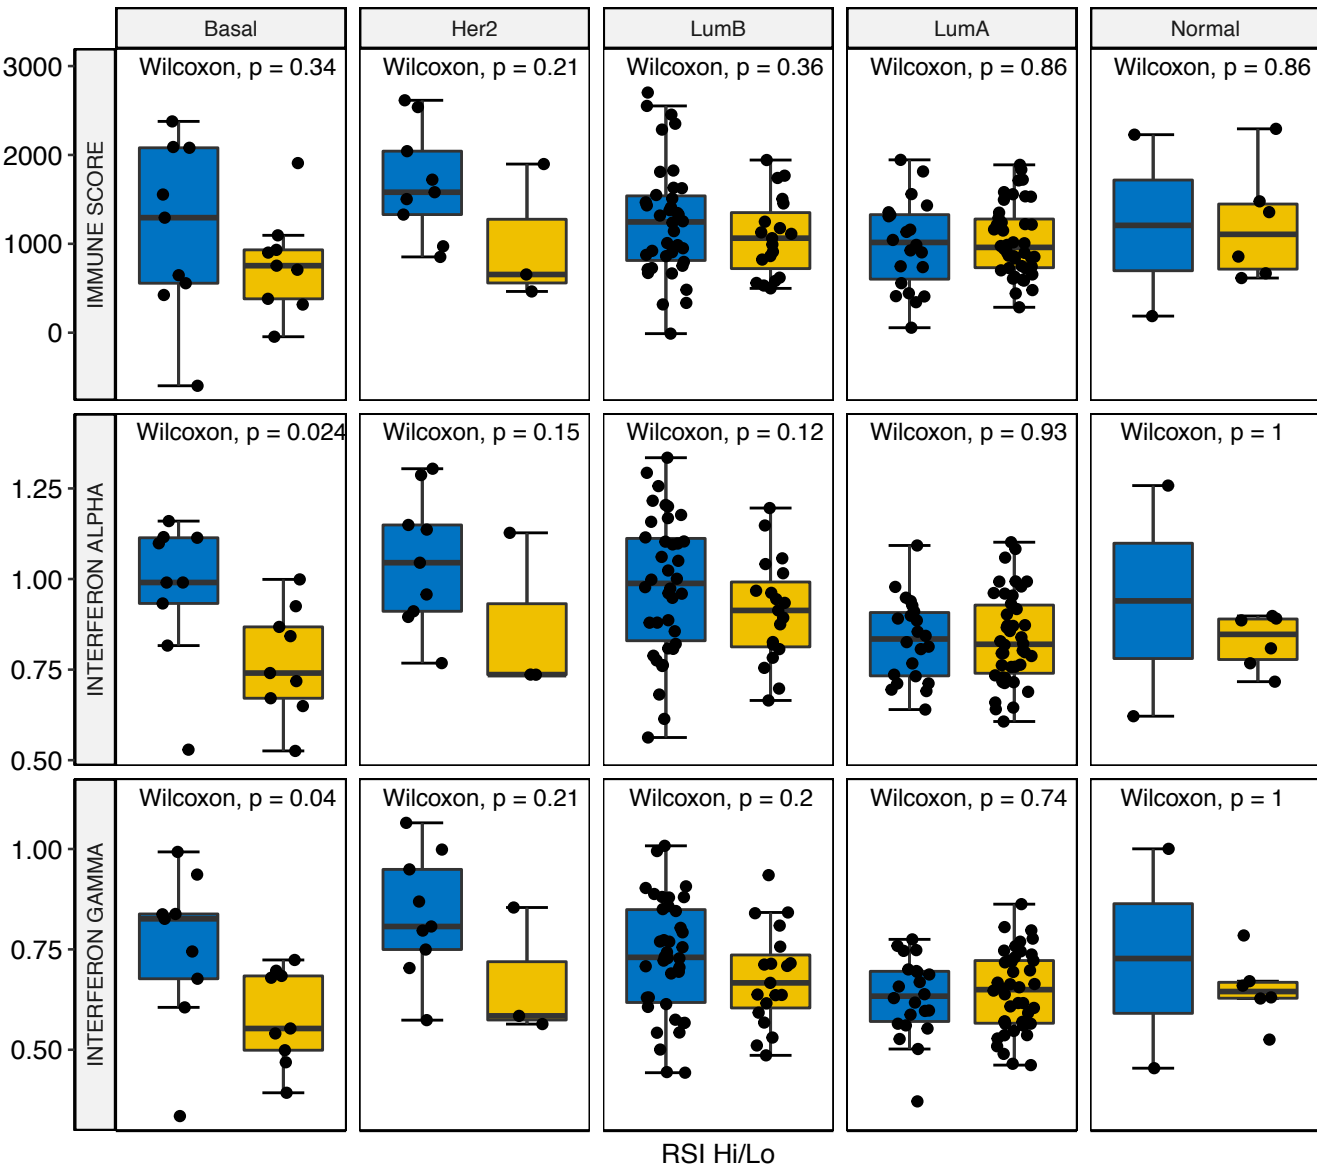 Basal Her2 LumB LumA Normal
Wilcoxon, p = 0.34 Wilcoxon, p = 0.21 Wilcoxon, p = 0.36 Wilcoxon, p = 0.86 Wilcoxon, p = 0.86
IMMUNE SCORE
3000
2000
1000
0
Wilcoxon, p = 0.024 Wilcoxon, p = 0.15 Wilcoxon, p = 0.12 Wilcoxon, p = 0.93 Wilcoxon, p = 1
INTERFERON ALPHA
1.25
1.00
0.75
0.50
Wilcoxon, p = 0.04 Wilcoxon, p = 0.21 Wilcoxon, p = 0.2 Wilcoxon, p = 0.74 Wilcoxon, p = 1
INTERFERON GAMMA
1.00
0.75
0.50
RSI Hi/Lo